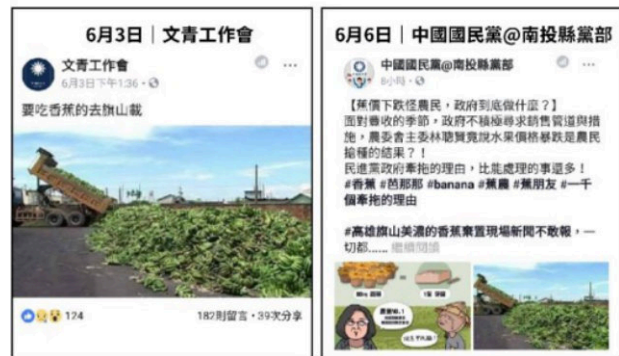 6月3日｜文青工作會
文青工作會
6月3日下午1:36
要吃香蕉的去旗山載
124
182則留言・39次分享
6月6日｜中國國民黨@南投縣黨部
中國國民黨@南投縣黨部
8小時
【蕉價下跌怪農民，政府到底做什麼？】
面對豐收的季節，政府不積極尋求銷售管道與措
施，農委會主委林聰賢竟說水果價格暴跌是農民
搶種的結果？！
民進黨政府牽拖的理由，比能處理的事還多！
#香蕉 #芭那那 #banana #蕉農 #蕉朋友 #一千
個牽拖的理由
#高雄旗山美濃的香蕉棄置現場新聞不敢報，一
切都...... 繼續閱讀